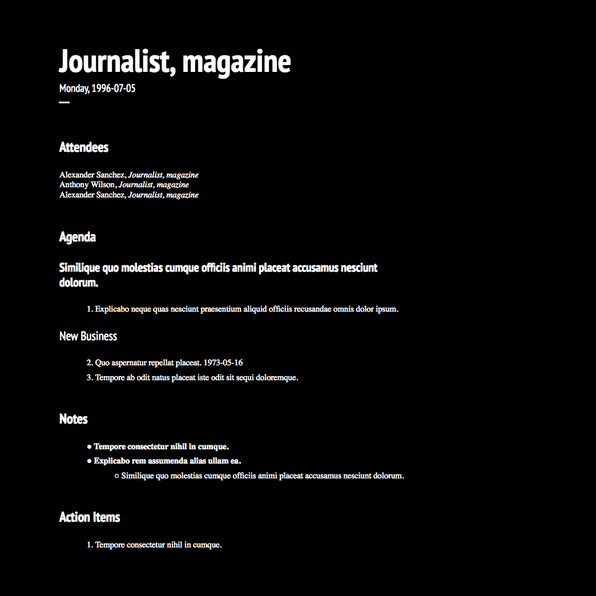 Journalist, magazine
Monday, 1996-07-05
Attendees
Alexander Sanchez, Journalist, magazine
Anthony Wilson, Journalist, magazine
Alexander Sanchez, Journalist, magazine
Agenda
Similique quo molestias cumque officiis animi placeat accusamus nesciunt
dolorum.
1. Explicabo neque quas nesciunt praesentium aliquid officiis recusandae omnis dolor ipsum.
New Business
2. Quo aspernatur repellat placeat. 1973-05-16
3. Tempore ab odit natus placeat iste odit sit sequi doloremque.
Notes
● Tempore consectetur nihil in cumque.
● Explicabo rem assumenda alias ullam ea.
○ Similique quo molestias cumque officiis animi placeat accusamus nesciunt dolorum.
Action Items
1. Tempore consectetur nihil in cumque.